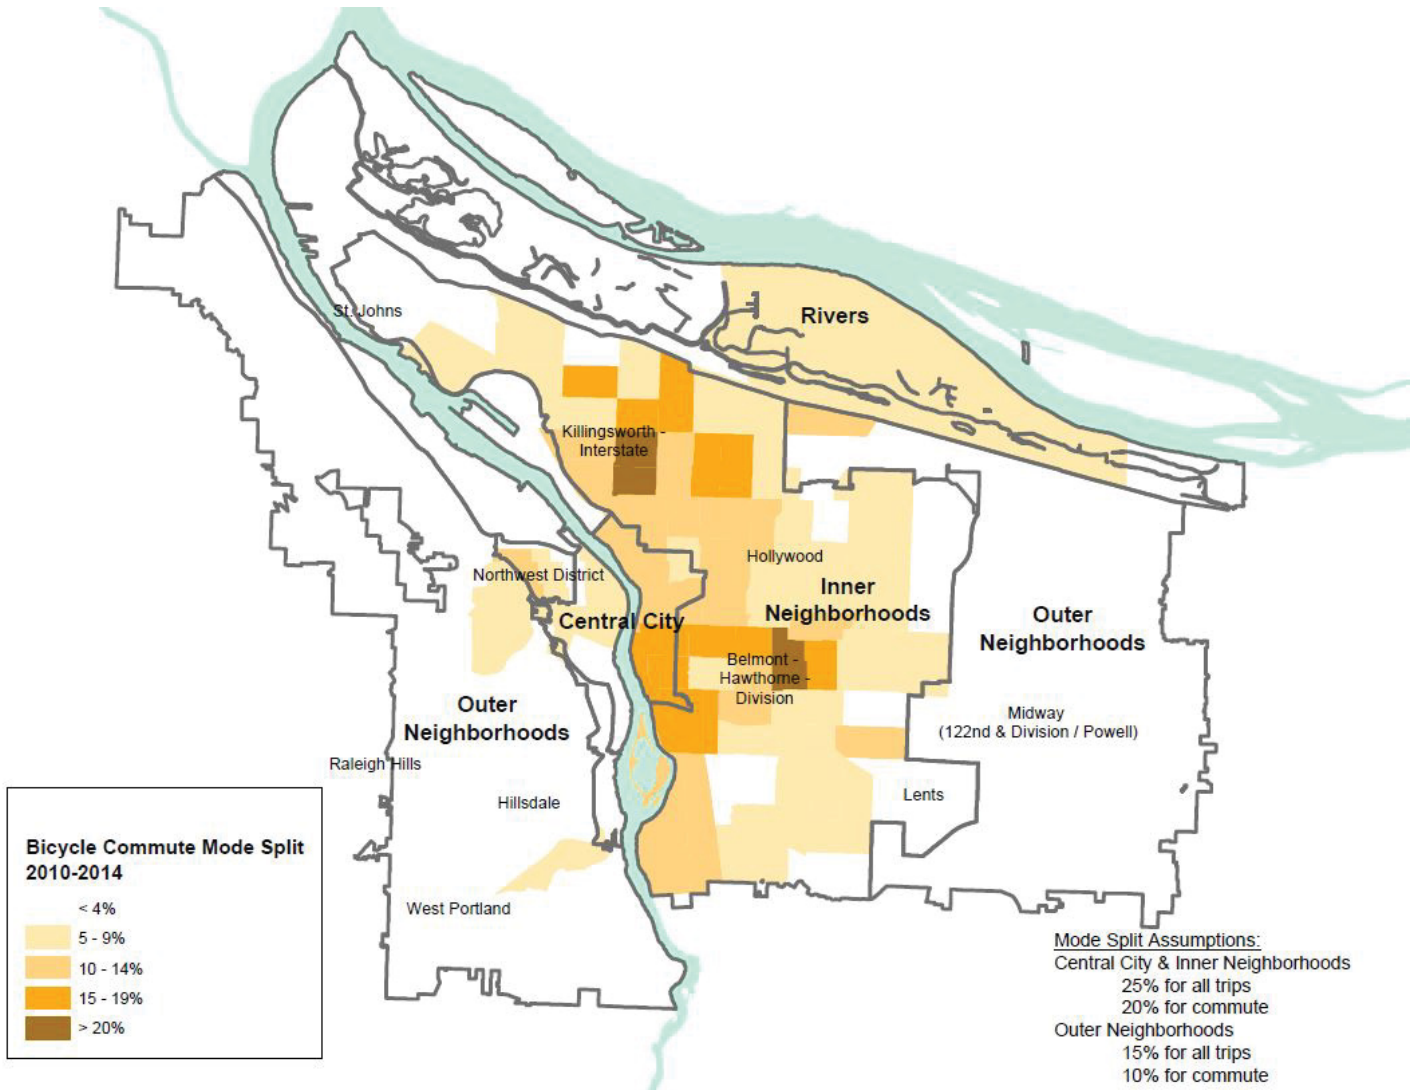 St. Johns
Rivers
Killingsworth -
Interstate
Hollywood
Northwest District
Inner
Neighborhoods
Central City
Outer
Neighborhoods
Belmont -
Hawthorne -
Division
Outer
Neighborhoods
Midway
(122nd & Division / Powell)
Raleigh Hills
Hillsdale
Lents
West Portland
Bicycle Commute Mode Split
2010-2014
< 4%
5 - 9%
10 - 14%
15 - 19%
> 20%
Mode Split Assumptions:
Central City & Inner Neighborhoods
25% for all trips
20% for commute
Outer Neighborhoods
15% for all trips
10% for commute